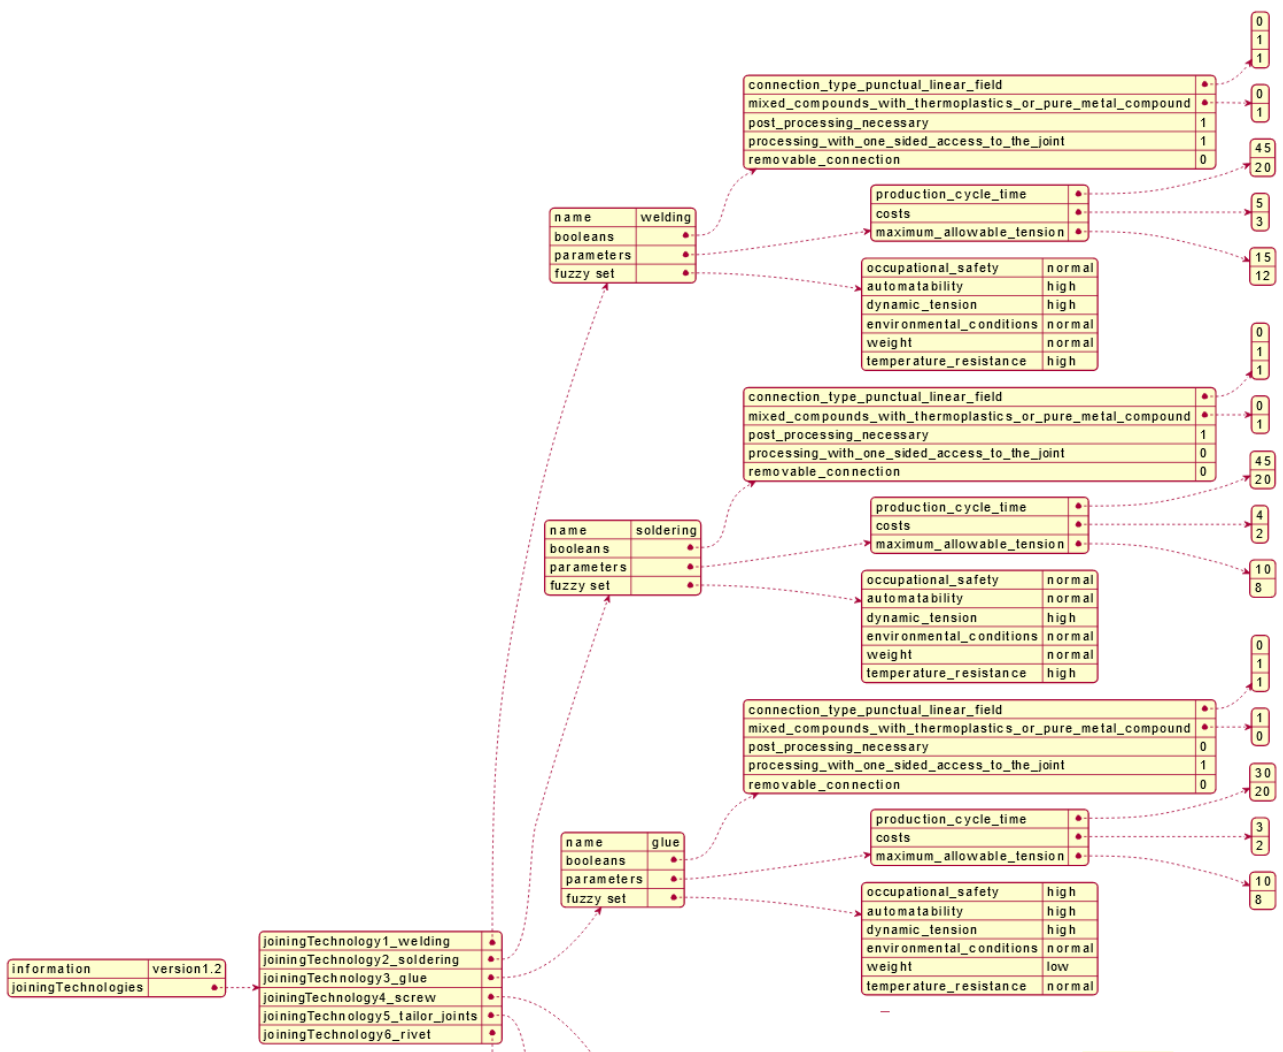 0
1
1
connection_type_punctual_linear_field
mixed_compounds_with_thermoplastics_or_pure_metal_compound
post_processing_necessary 1
processing_with_one_sided_access_to_the_joint 1
removable_connection 0
0
1
45
20
production_cycle_time
costs
maximum_allowable_tension
5
3
15
12
name welding
booleans
parameters
fuzzy set
occupational_safety normal
automatability high
dynamic_tension high
environmental_conditions normal
weight normal
temperature_resistance high
0
1
1
connection_type_punctual_linear_field
mixed_compounds_with_thermoplastics_or_pure_metal_compound
post_processing_necessary 1
processing_with_one_sided_access_to_the_joint 0
removable_connection 0
0
1
45
20
production_cycle_time
costs
maximum_allowable_tension
4
2
10
8
name soldering
booleans
parameters
fuzzy set
occupational_safety normal
automatability normal
dynamic_tension high
environmental_conditions normal
weight normal
temperature_resistance high
0
1
1
connection_type_punctual_linear_field
mixed_compounds_with_thermoplastics_or_pure_metal_compound
post_processing_necessary 0
processing_with_one_sided_access_to_the_joint 1
removable_connection 0
1
0
30
20
production_cycle_time
costs
maximum_allowable_tension
3
2
10
8
name glue
booleans
parameters
fuzzy set
occupational_safety high
automatability high
dynamic_tension high
environmental_conditions normal
weight low
temperature_resistance normal
information version1.2
joiningTechnologies
joiningTechnology1_welding
joiningTechnology2_soldering
joiningTechnology3_glue
joiningTechnology4_screw
joiningTechnology5_tailor_joints
joiningTechnology6_rivet